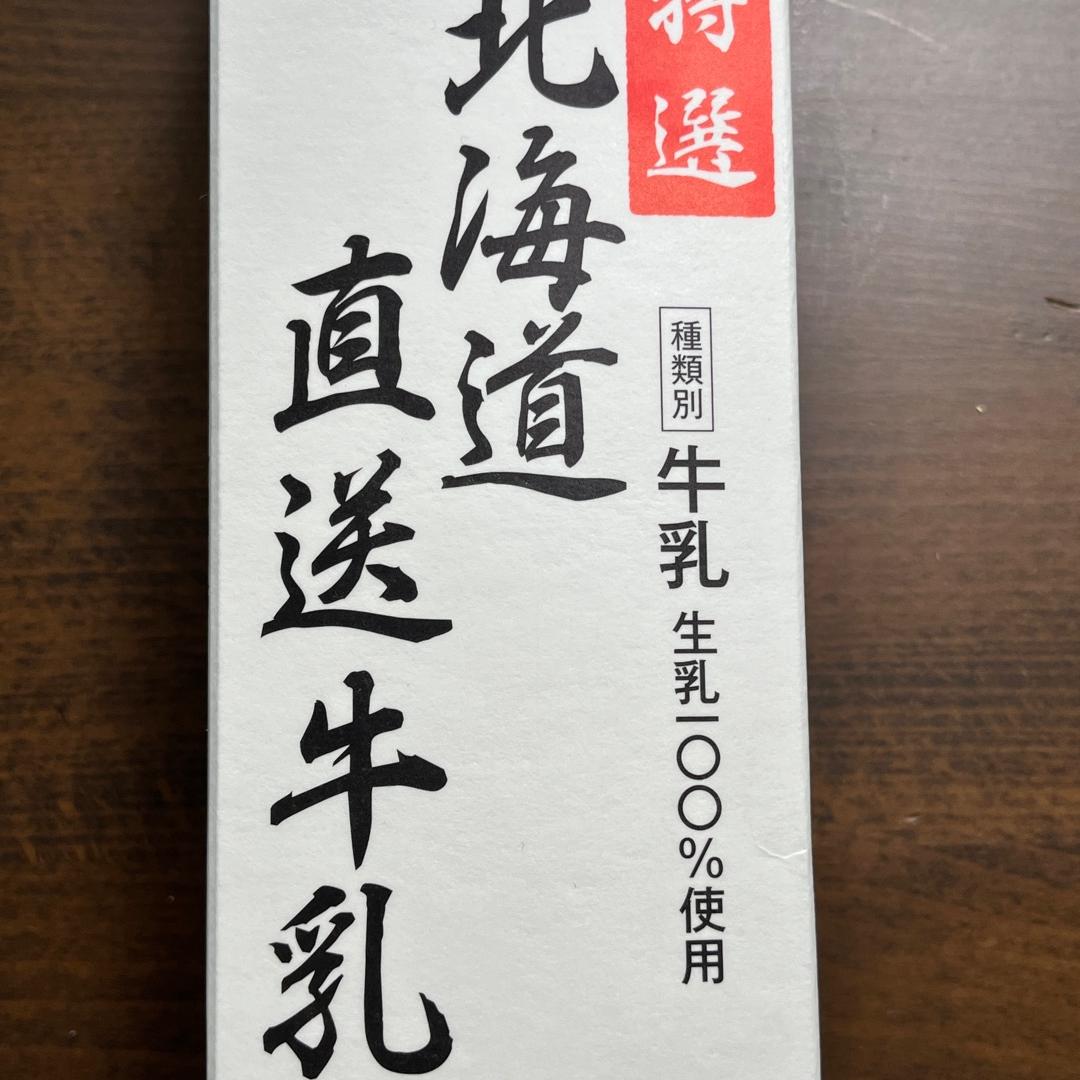 特選
北海道
直送牛乳
種類別
牛乳 生乳一〇〇%使用